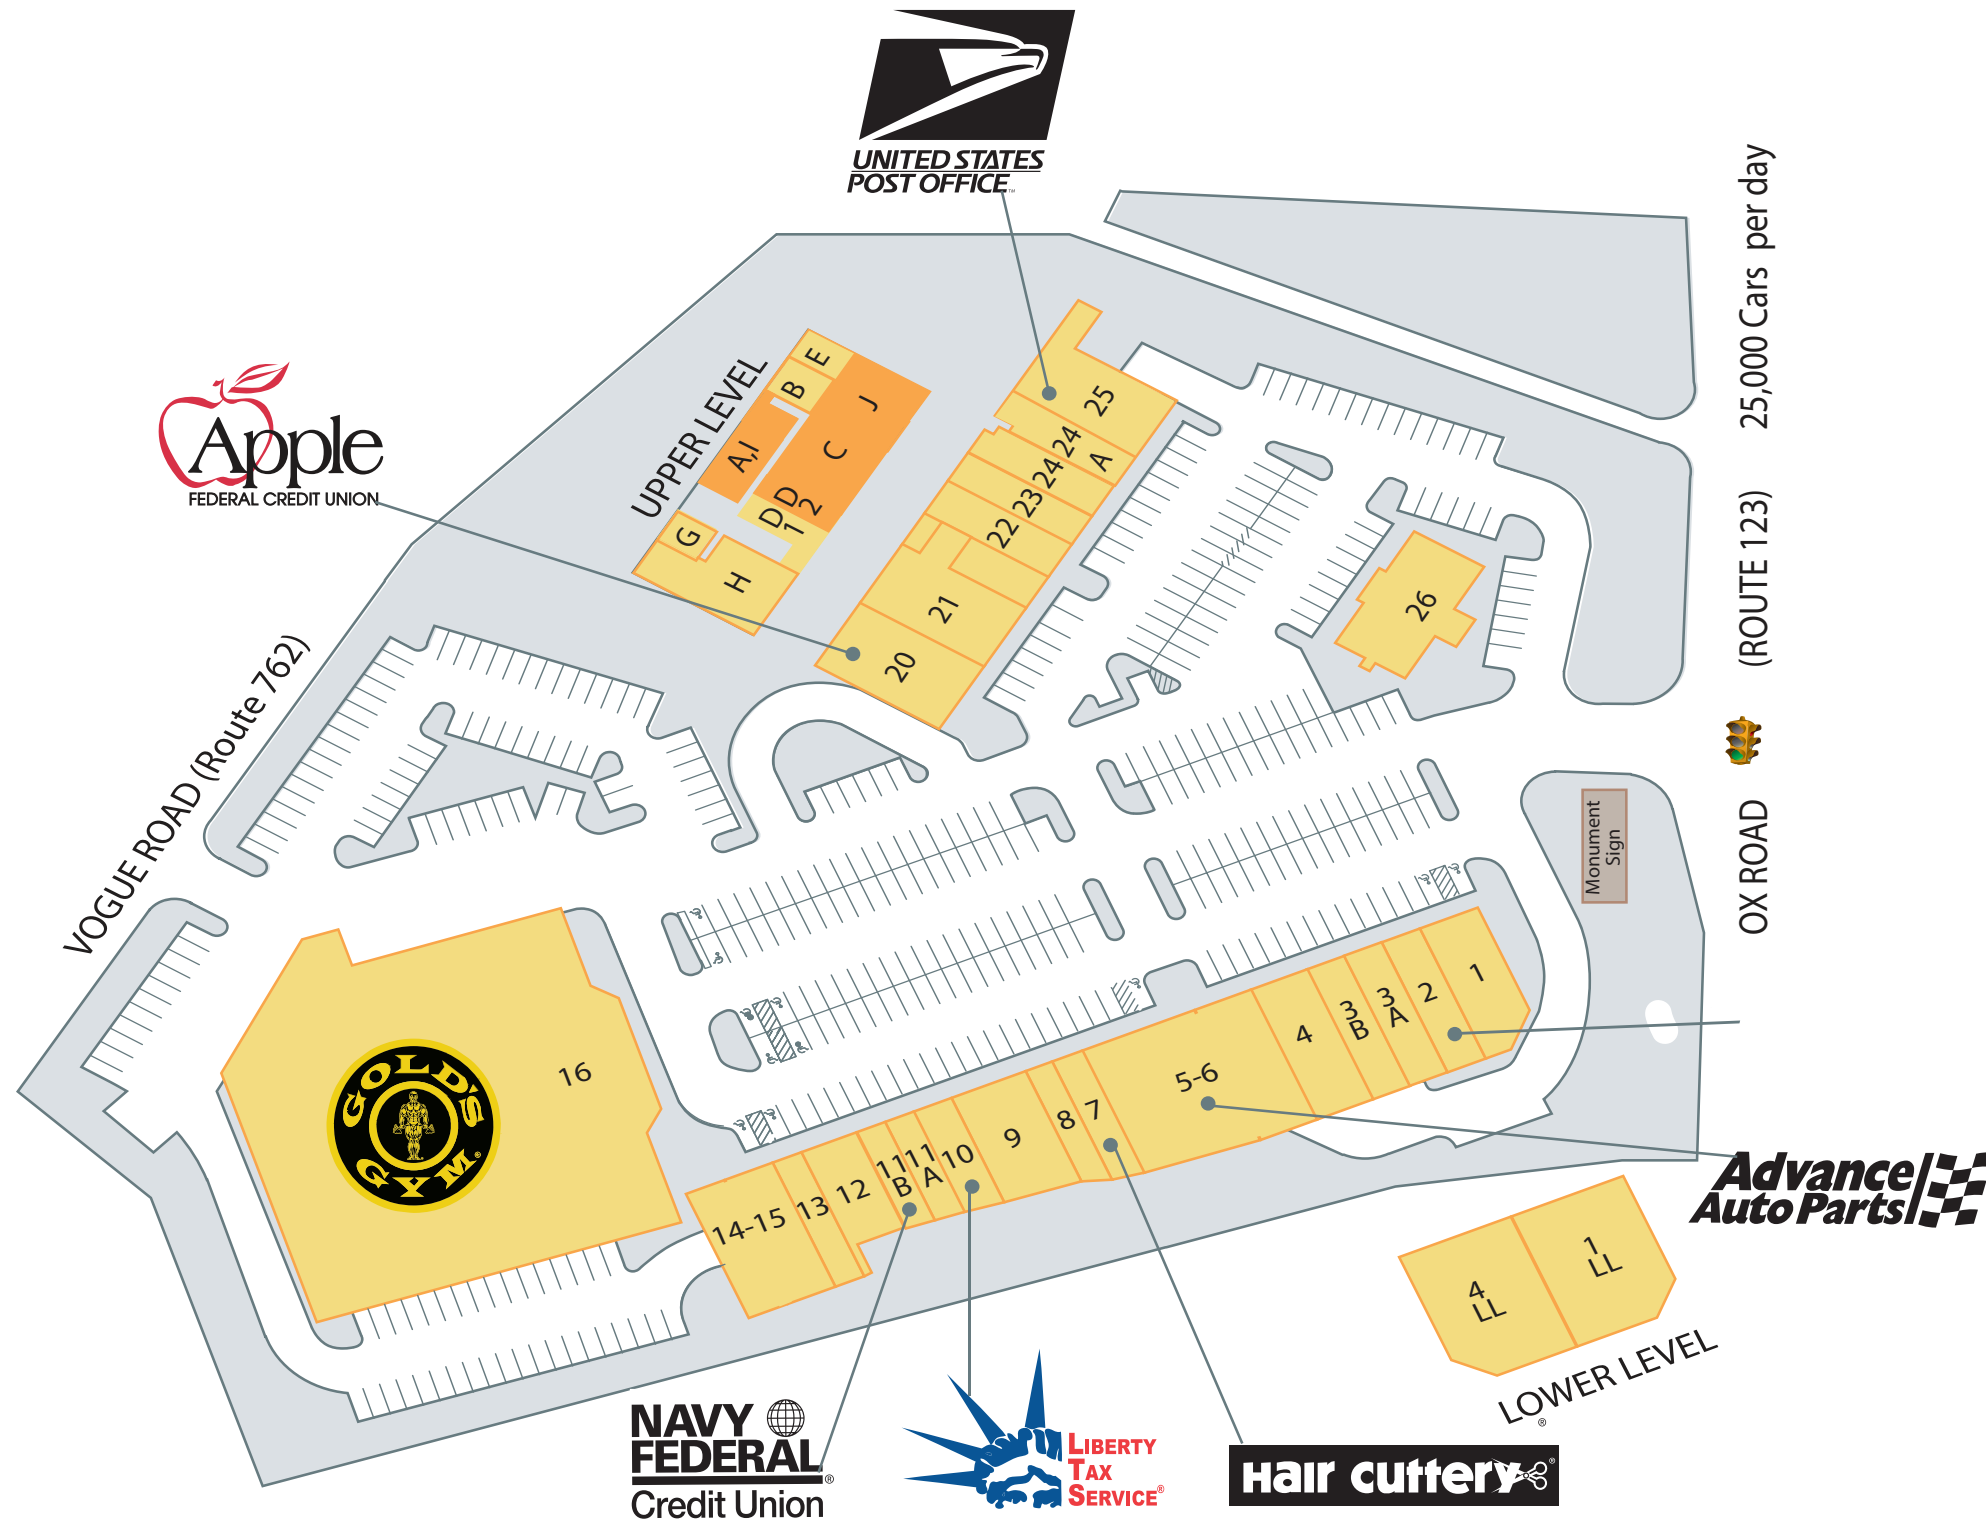 UNITED STATES
POST OFFICE™
Apple
FEDERAL CREDIT UNION
UPPER LEVEL
E
B
J
A,I
C
D
2
D
1
G
H
25
24
A
24
23
22
21
20
26
25,000 Cars per day
(ROUTE 123)
OX ROAD
VOGUE ROAD (Route 762)
Monument
Sign
GOLD'S
GYM®
16
1
2
3
A
3
B
4
5-6
7
8
9
10
11
A
11
B
12
13
14-15
Advance
Auto Parts
1
LL
4
LL
LOWER LEVEL
®
NAVY
FEDERAL®
Credit Union
LIBERTY
TAX
SERVICE®
Hair cuttery®